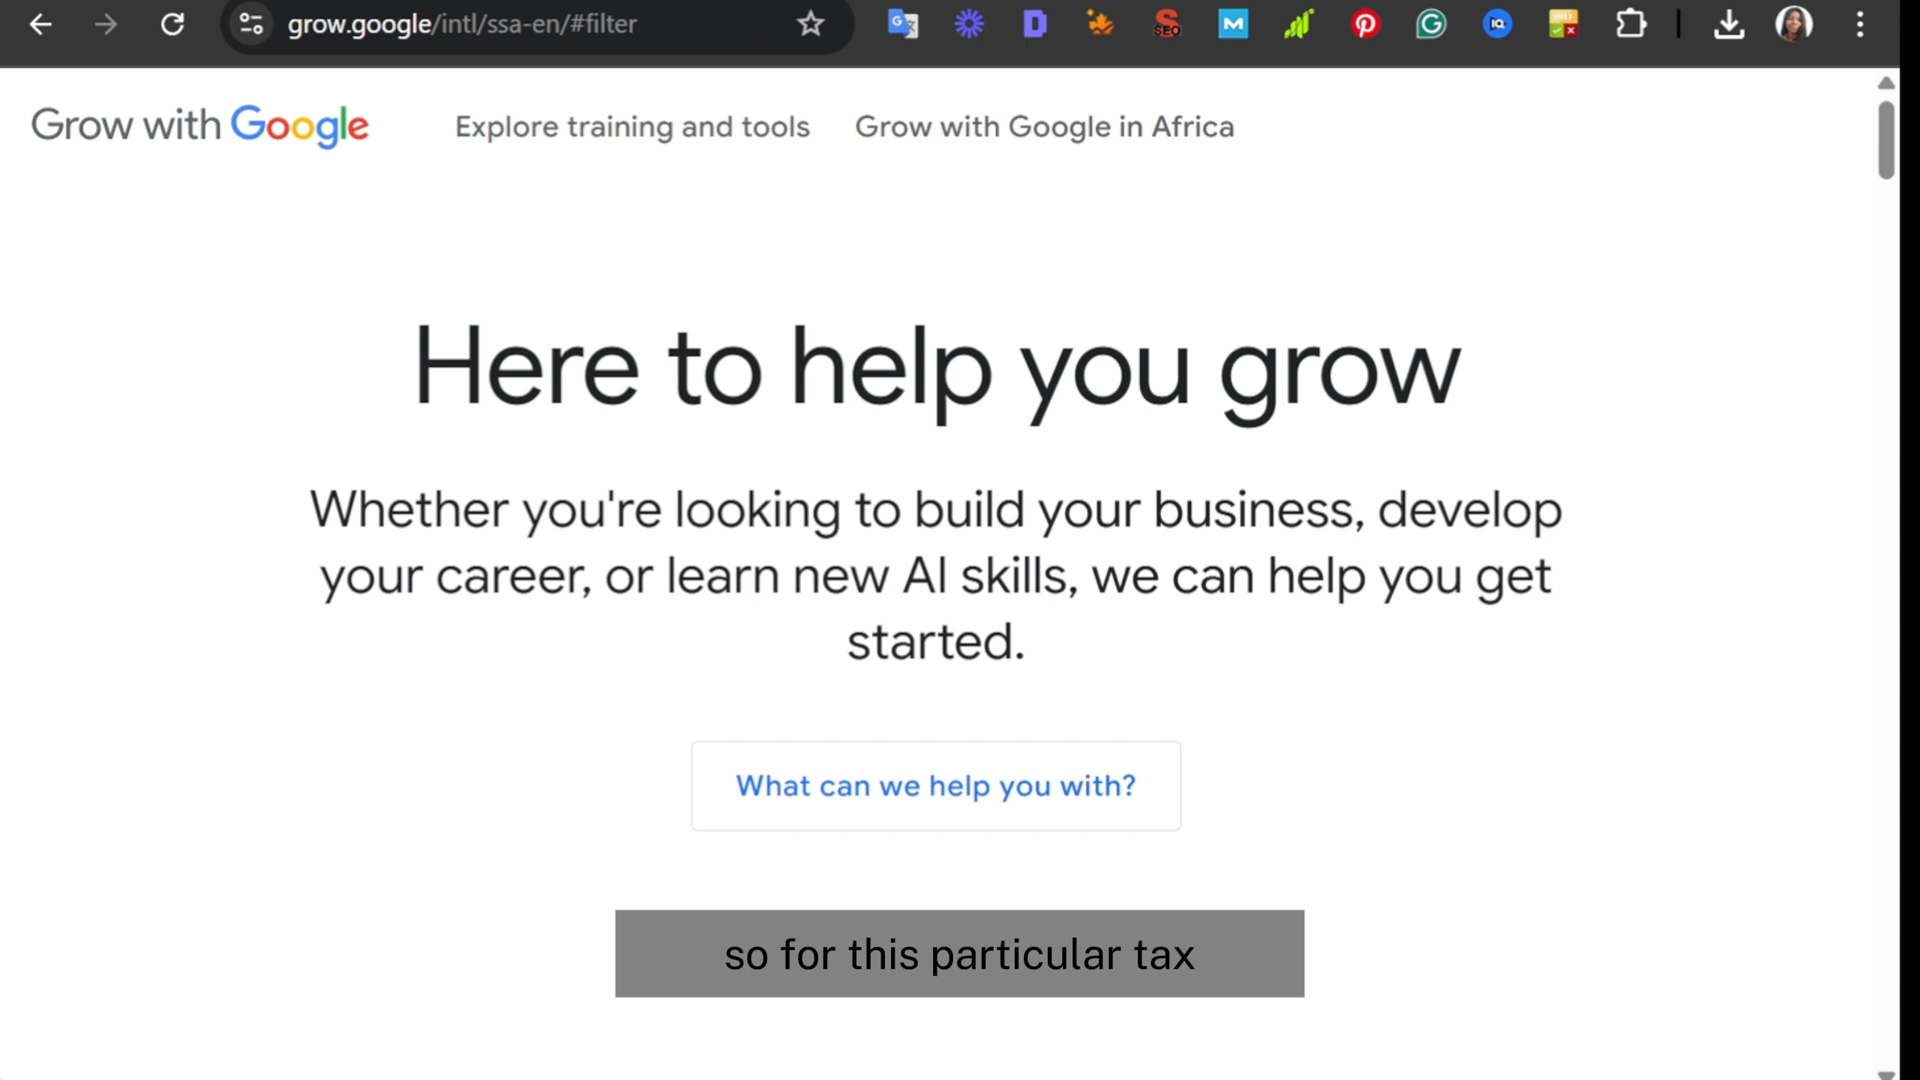 grow.google/intl/ssa-en/#filter
Grow with Google
Explore training and tools
Grow with Google in Africa
Here to help you grow
Whether you're looking to build your business, develop
your career, or learn new AI skills, we can help you get
started.
What can we help you with?
so for this particular tax